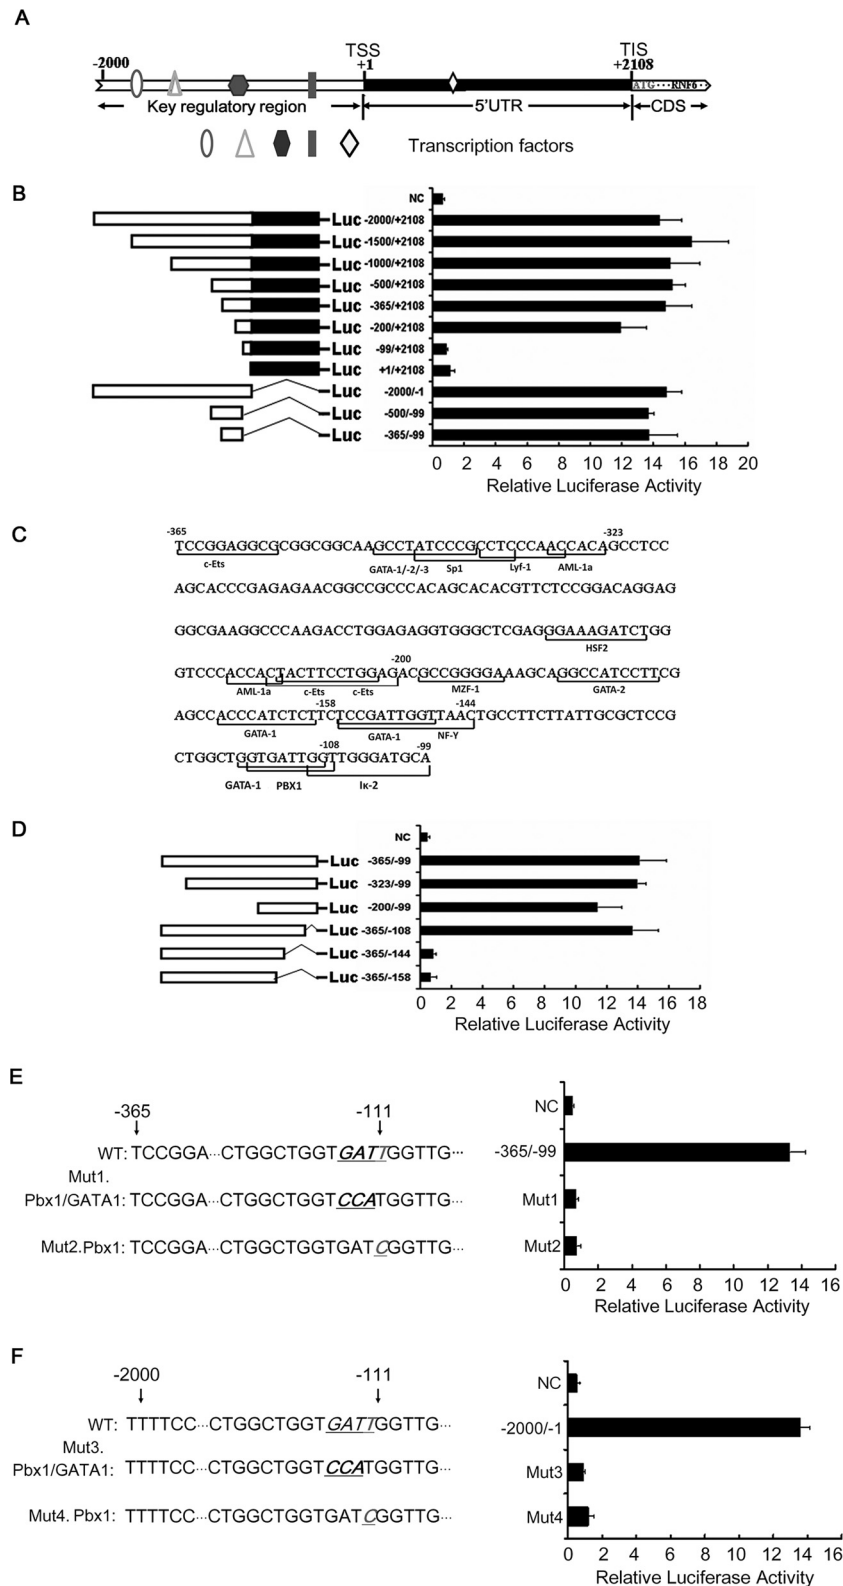 A
TSS
TIS
-2000
+1
+2108
ATG ··· RNF6 ··
Key regulatory region
5'UTR
CDS
Transcription factors
B
NC
Luc -2000/+2108
Luc -1500/+2108
Luc -1000/+2108
Luc -500/+2108
Luc -365/+2108
Luc -200/+2108
Luc -99/+2108
Luc +1/+2108
Luc -2000/-1
Luc -500/-99
Luc -365/-99
0 2 4 6 8 10 12 14 16 18 20
Relative Luciferase Activity
C
-365 -323
TCCGGAGGCGCGGCGGCAAGCCTATCCCGCCTCCCAACCACAGCCTCC
c-Ets GATA-1/-2/-3 Sp1 Lyf-1 AML-1a
AGCACCCGAGAGAACGGCCGCCCACAGCACACGTTCTCCGGACAGGAG
GGCGAAGGCCCAAGACCTGGAGAGGTGGGCTCGAGGGAAAGATCTGG
HSF2
-200
GTCCCACCACTACTTCCTGGAGACGCCGGGGAAAGCAGGCCATCCTTCG
AML-1a c-Ets c-Ets MZF-1 GATA-2
-158 -144
AGCCACCCATCTCTTCTCCGATTGGTTAACTGCCTTCTTATTGCGCTCCG
GATA-1 GATA-1 NF-Y
-108 -99
CTGGCTGGTGATTGGTTGGGATGCA
GATA-1 PBX1 Iκ-2
D
NC
Luc -365/-99
Luc -323/-99
Luc -200/-99
Luc -365/-108
Luc -365/-144
Luc -365/-158
0 2 4 6 8 10 12 14 16 18
Relative Luciferase Activity
E
-365 -111
WT: TCCGGA···CTGGCTGGTGATTGGTTG···
Mut1.
Pbx1/GATA1: TCCGGA···CTGGCTGGTCCATGGTTG···
Mut2.Pbx1: TCCGGA···CTGGCTGGTGATCGGTTG···
NC
-365/-99
Mut1
Mut2
0 2 4 6 8 10 12 14 16
Relative Luciferase Activity
F
-2000 -111
WT: TTTTCC···CTGGCTGGTGATTGGTTG···
Mut3.
Pbx1/GATA1: TTTTCC···CTGGCTGGTCCATGGTTG···
Mut4. Pbx1: TTTTCC···CTGGCTGGTGATCGGTTG···
NC
-2000/-1
Mut3
Mut4
0 2 4 6 8 10 12 14 16
Relative Luciferase Activity